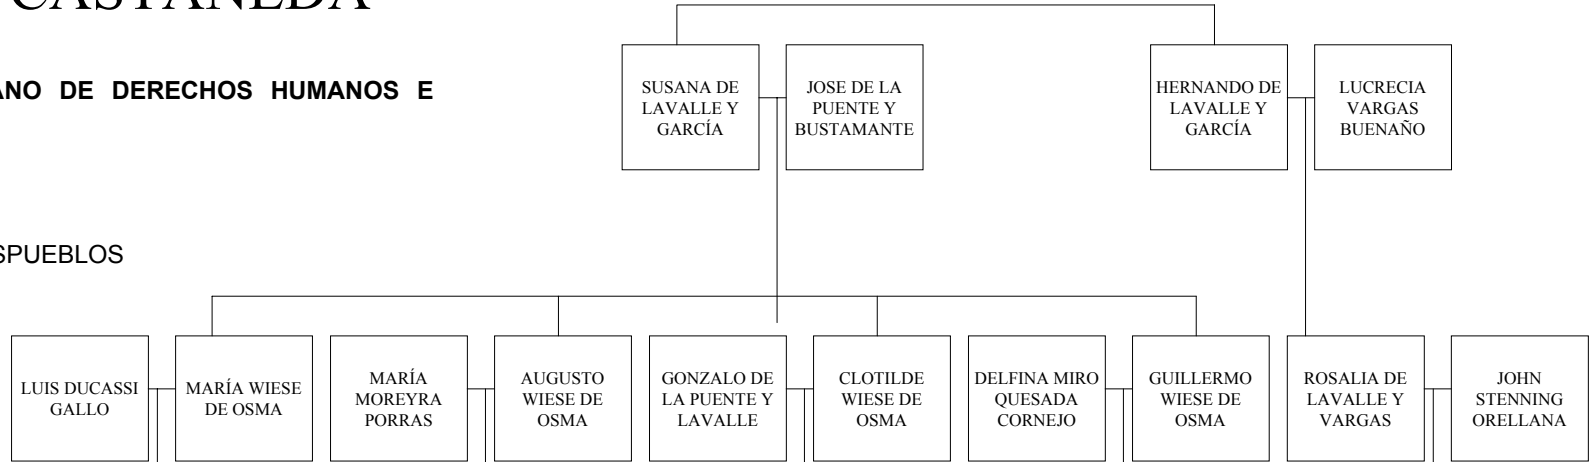 CASTAÑEDA
ANO DE DERECHOS HUMANOS E
SPUEBLOS
SUSANA DE
LAVALLE Y
GARCÍA
JOSE DE LA
PUENTE Y
BUSTAMANTE
HERNANDO DE
LAVALLE Y
GARCÍA
LUCRECIA
VARGAS
BUENAÑO
LUIS DUCASSI
GALLO
MARÍA WIESE
DE OSMA
MARÍA
MOREYRA
PORRAS
AUGUSTO
WIESE DE
OSMA
GONZALO DE
LA PUENTE Y
LAVALLE
CLOTILDE
WIESE DE
OSMA
DELFINA MIRO
QUESADA
CORNEJO
GUILLERMO
WIESE DE
OSMA
ROSALIA DE
LAVALLE Y
VARGAS
JOHN
STENNING
ORELLANA